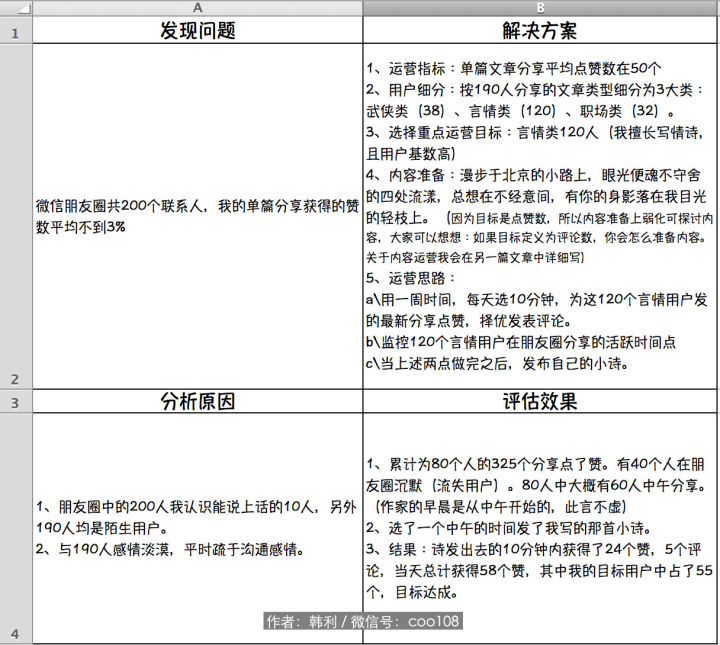 A
B
1
发现问题
解决方案
微信朋友圈共200个联系人，我的单篇分享获得的赞
数平均不到3%
1、运营指标：单篇文章分享平均点赞数在50个
2、用户细分：按190人分享的文章类型细分为3大类：
武侠类（38）、言情类（120）、职场类（32）。
3、选择重点运营目标：言情类120人（我擅长写情诗，
且用户基数高）
4、内容准备：漫步于北京的小路上，眼光便魂不守舍
的四处流漾，总想在不经意间，有你的身影落在我目光
的轻枝上。（因为目标是点赞数，所以内容准备上弱化可探讨内
容，大家可以想想：如果目标定义为评论数，你会怎么准备内容。
关于内容运营我会在另一篇文章中详细写）
5、运营思路：
a\用一周时间，每天选10分钟，为这120个言情用户发
的最新分享点赞，择优发表评论。
b\监控120个言情用户在朋友圈分享的活跃时间点
c\当上述两点做完之后，发布自己的小诗。
2
3
分析原因
评估效果
1、朋友圈中的200人我认识能说上话的10人，另外
190人均是陌生用户。
2、与190人感情淡漠，平时疏于沟通感情。
1、累计为80个人的325个分享点了赞。有40个人在朋
友圈沉默（流失用户）。80人中大概有60人中午分享。
（作家的早晨是从中午开始的，此言不虚）
2、选了一个中午的时间发了我写的那首小诗。
3、结果：诗发出去的10分钟内获得了24个赞，5个评
论，当天总计获得58个赞，其中我的目标用户中占了55
个，目标达成。
4
作者：韩利 / 微信号：coo108